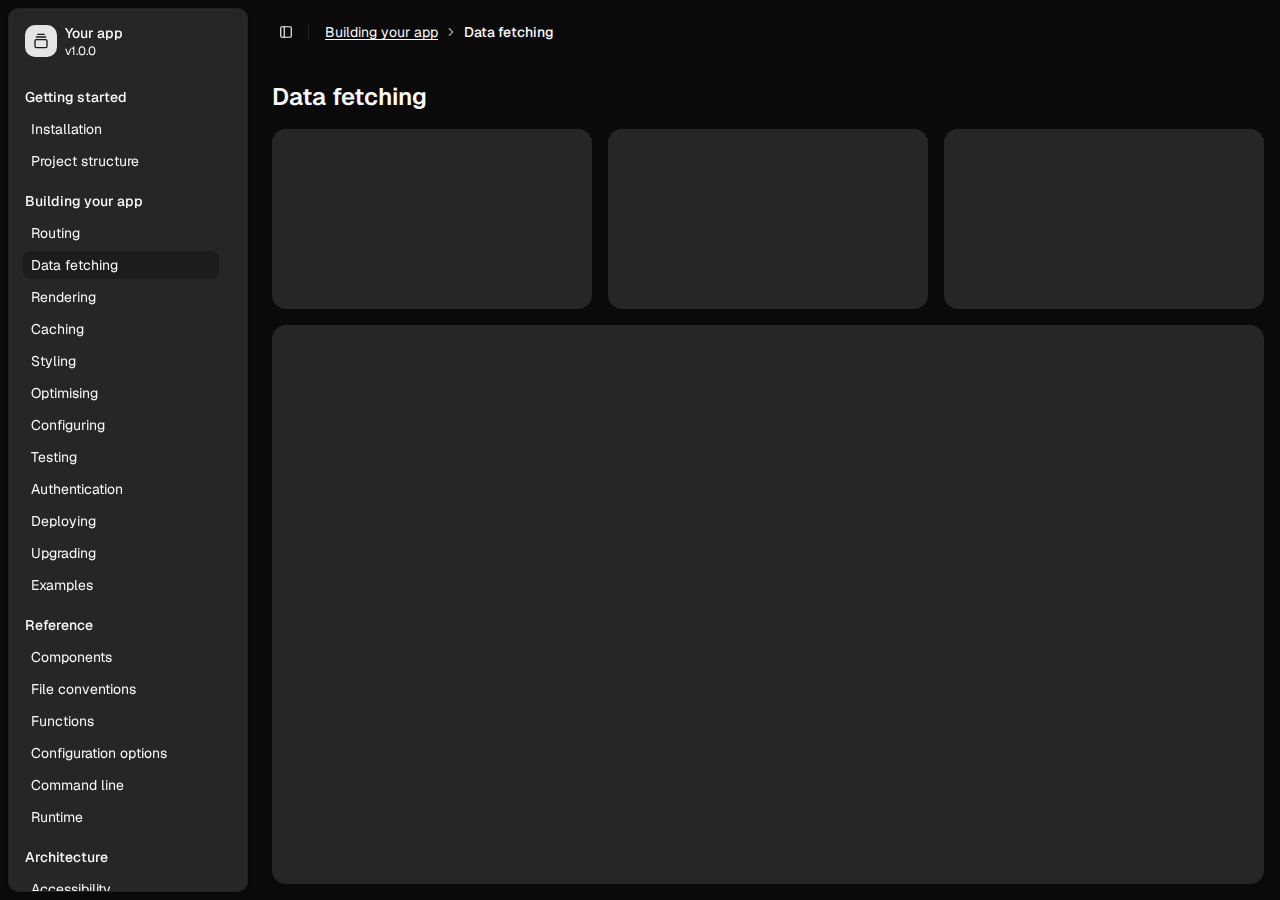 Your app
v1.0.0
Getting started
Installation
Project structure
Building your app
Routing
Data fetching
Rendering
Caching
Styling
Optimising
Configuring
Testing
Authentication
Deploying
Upgrading
Examples
Reference
Components
File conventions
Functions
Configuration options
Command line
Runtime
Architecture
Accessibility
Building your app > Data fetching
Data fetching